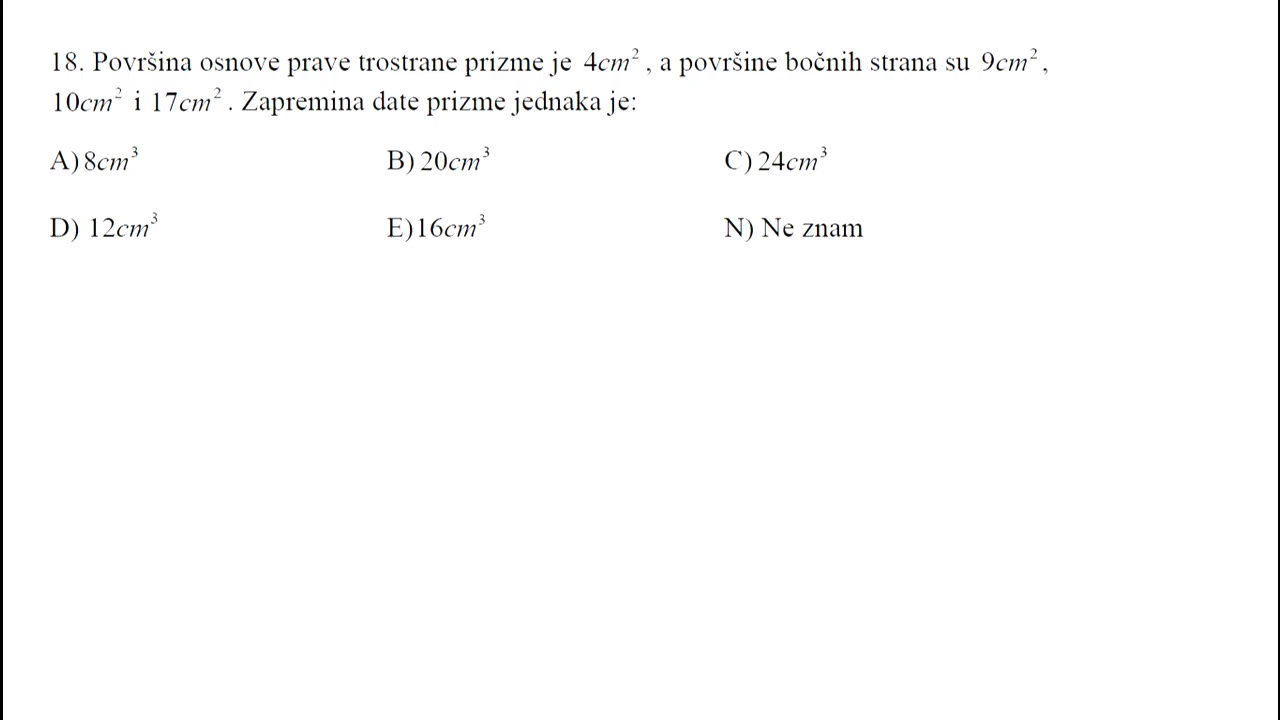 18. Površina osnove prave trostrane prizme je 4cm², a površine bočnih strana su 9cm²,
10cm² i 17cm². Zapremina date prizme jednaka je:
A) 8cm³ B) 20cm³ C) 24cm³
D) 12cm³ E) 16cm³ N) Ne znam